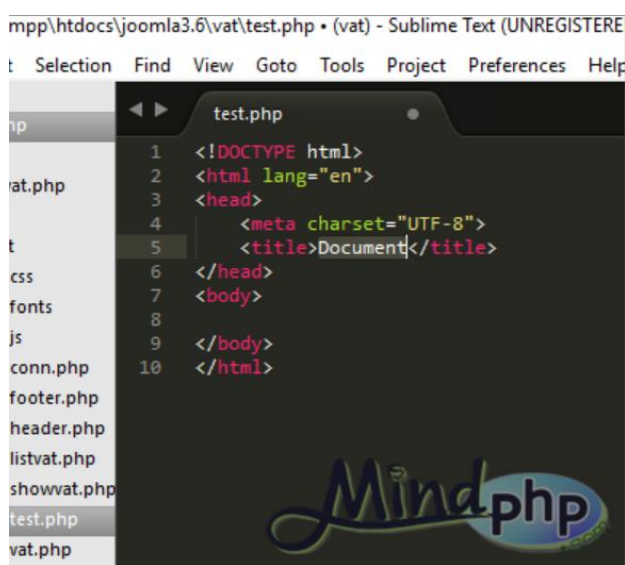 mpp\htdocs\joomla3.6\vat\test.php • (vat) - Sublime Text (UNREGISTERE
t Selection Find View Goto Tools Project Preferences Help
hp
vat.php
t
css
fonts
js
conn.php
footer.php
header.php
listvat.php
showvat.php
test.php
vat.php
test.php
1 <!DOCTYPE html>
2 <html lang="en">
3 <head>
4     <meta charset="UTF-8">
5     <title>Document</title>
6 </head>
7 <body>
8
9 </body>
10 </html>
Mindphp
.com